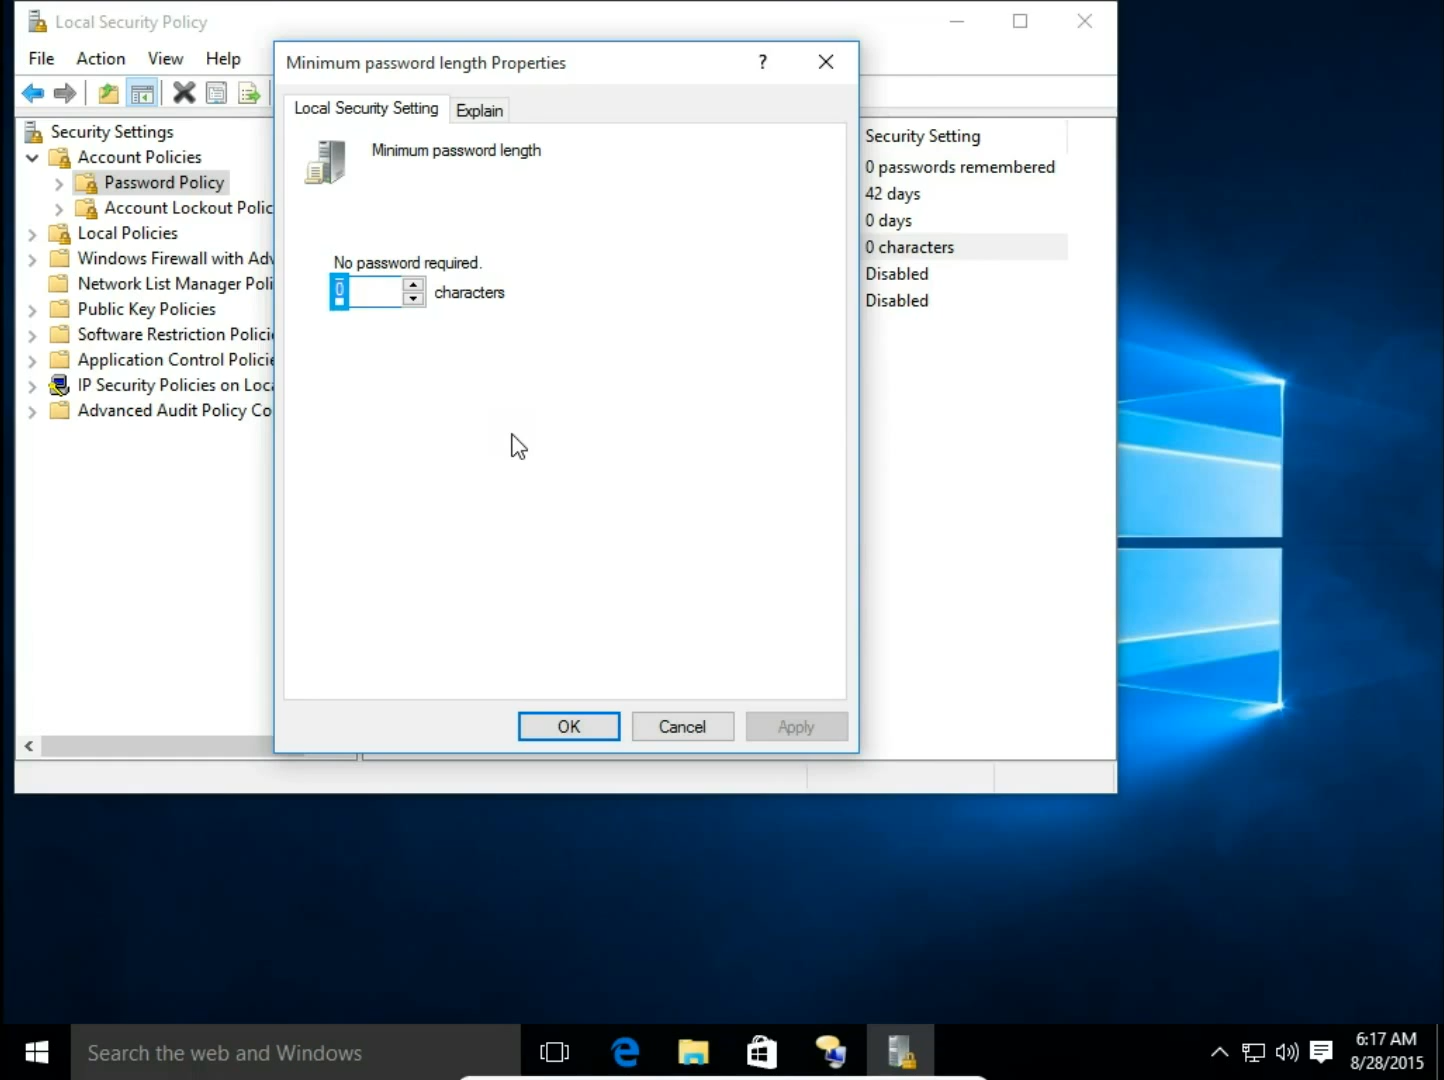 Local Security Policy
File Action View Help
Minimum password length Properties
?
Local Security Setting
Explain
Minimum password length
No password required.
0
characters
OK
Cancel
Apply
Security Settings
Account Policies
Password Policy
Account Lockout Polic
Local Policies
Windows Firewall with Adv
Network List Manager Poli
Public Key Policies
Software Restriction Policie
Application Control Policie
IP Security Policies on Loca
Advanced Audit Policy Co
Security Setting
0 passwords remembered
42 days
0 days
0 characters
Disabled
Disabled
Search the web and Windows
6:17 AM
8/28/2015